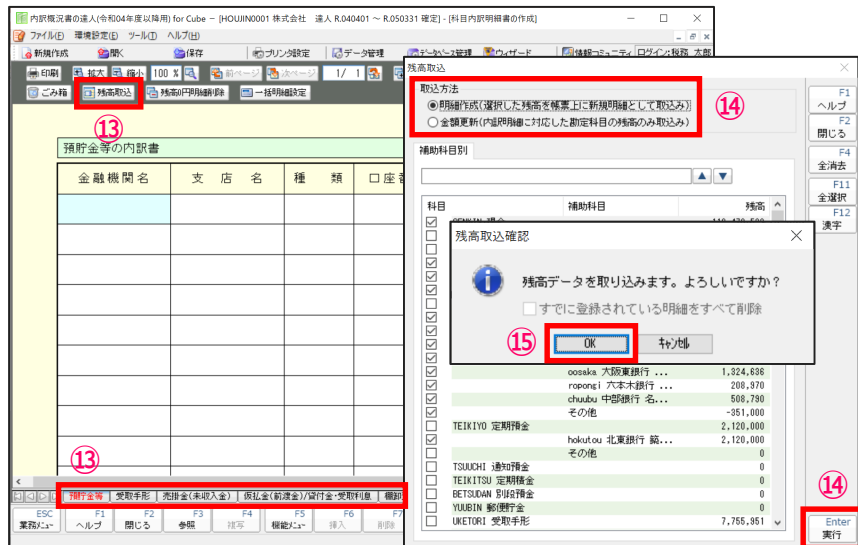 内訳概況書の達人(令和04年度以降用) for Cube − [HOUJIN0001 株式会社　達人 R.040401 ～ R.050331 確定] - [科目内訳明細書の作成]
ファイル(F) 環境設定(E) ツール(T) ヘルプ(H)
新規作成 開く 保存 プリンタ設定 データ管理 データベース管理 ウィザード 情報コミュニティ ログイン:税務 太郎
印刷 拡大 縮小 100 % 前ページ 次ページ 1/ 1
ごみ箱 残高取込 残高0円明細削除 一括明細設定
⑬
預貯金等の内訳書
金融機関名 支 店 名 種 類 口座番
⑬
預貯金等 受取手形 売掛金(未収入金) 仮払金(前渡金)/貸付金・受取利息 棚卸
ESC 業務ﾒﾆｭｰ
F1 ヘルプ
F2 閉じる
F3 参照
F4 複写
F5 機能ﾒﾆｭｰ
F6 挿入
F7 削除
残高取込
取込方法
明細作成(選択した残高を帳票上に新規明細として取込み)
金額更新(内訳明細に対応した勘定科目の残高のみ取込み)
⑭
補助科目別
科目 補助科目 残高
残高取込確認
残高データを取り込みます。よろしいですか？
すでに登録されている明細をすべて削除
⑮
OK ｷｬﾝｾﾙ
oosaka 大阪東銀行 ... 1,324,636
roponsi 六本木銀行 ... 208,970
chuubu 中部銀行 名... 508,790
その他 -351,000
TEIKIYO 定期預金 2,120,000
hokutou 北東銀行 築... 2,120,000
その他 0
TSUUCHI 通知預金 0
TEIKITSU 定期積金 0
BETSUDAN 別段預金 0
YUUBIN 郵便貯金 0
UKETORI 受取手形 7,755,951
F1
ヘルプ
F2
閉じる
F4
全消去
F11
全選択
F12
漢字
⑭
Enter
実行